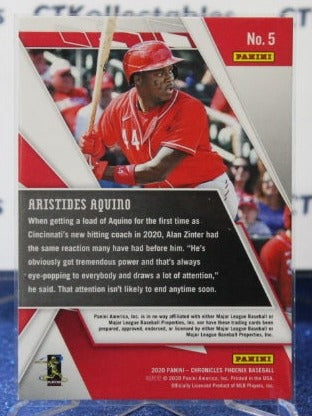 CTKollectables
No. 5
PANINI
44
ARISTIDES AQUINO
When getting a load of Aquino for the first time as
Cincinnati's new hitting coach in 2020, Alan Zinter had
the same reaction many have had before him. "He's
obviously got tremendous power and that's always
eye-popping to everybody and draws a lot of attention,"
he said. That attention isn't likely to end anytime soon.
Panini America, Inc. is in no way affiliated with either Major League Baseball or
Major League Baseball Properties, Inc. nor have these trading cards been
prepared, approved, endorsed, or licensed by either Major League Baseball or
Major League Baseball Properties, Inc.
PANINI
2020 PANINI – CHRONICLES PHOENIX BASEBALL
© 2020 Panini America, Inc. Printed in the USA.
Officially Licensed Product of MLB Players, Inc.